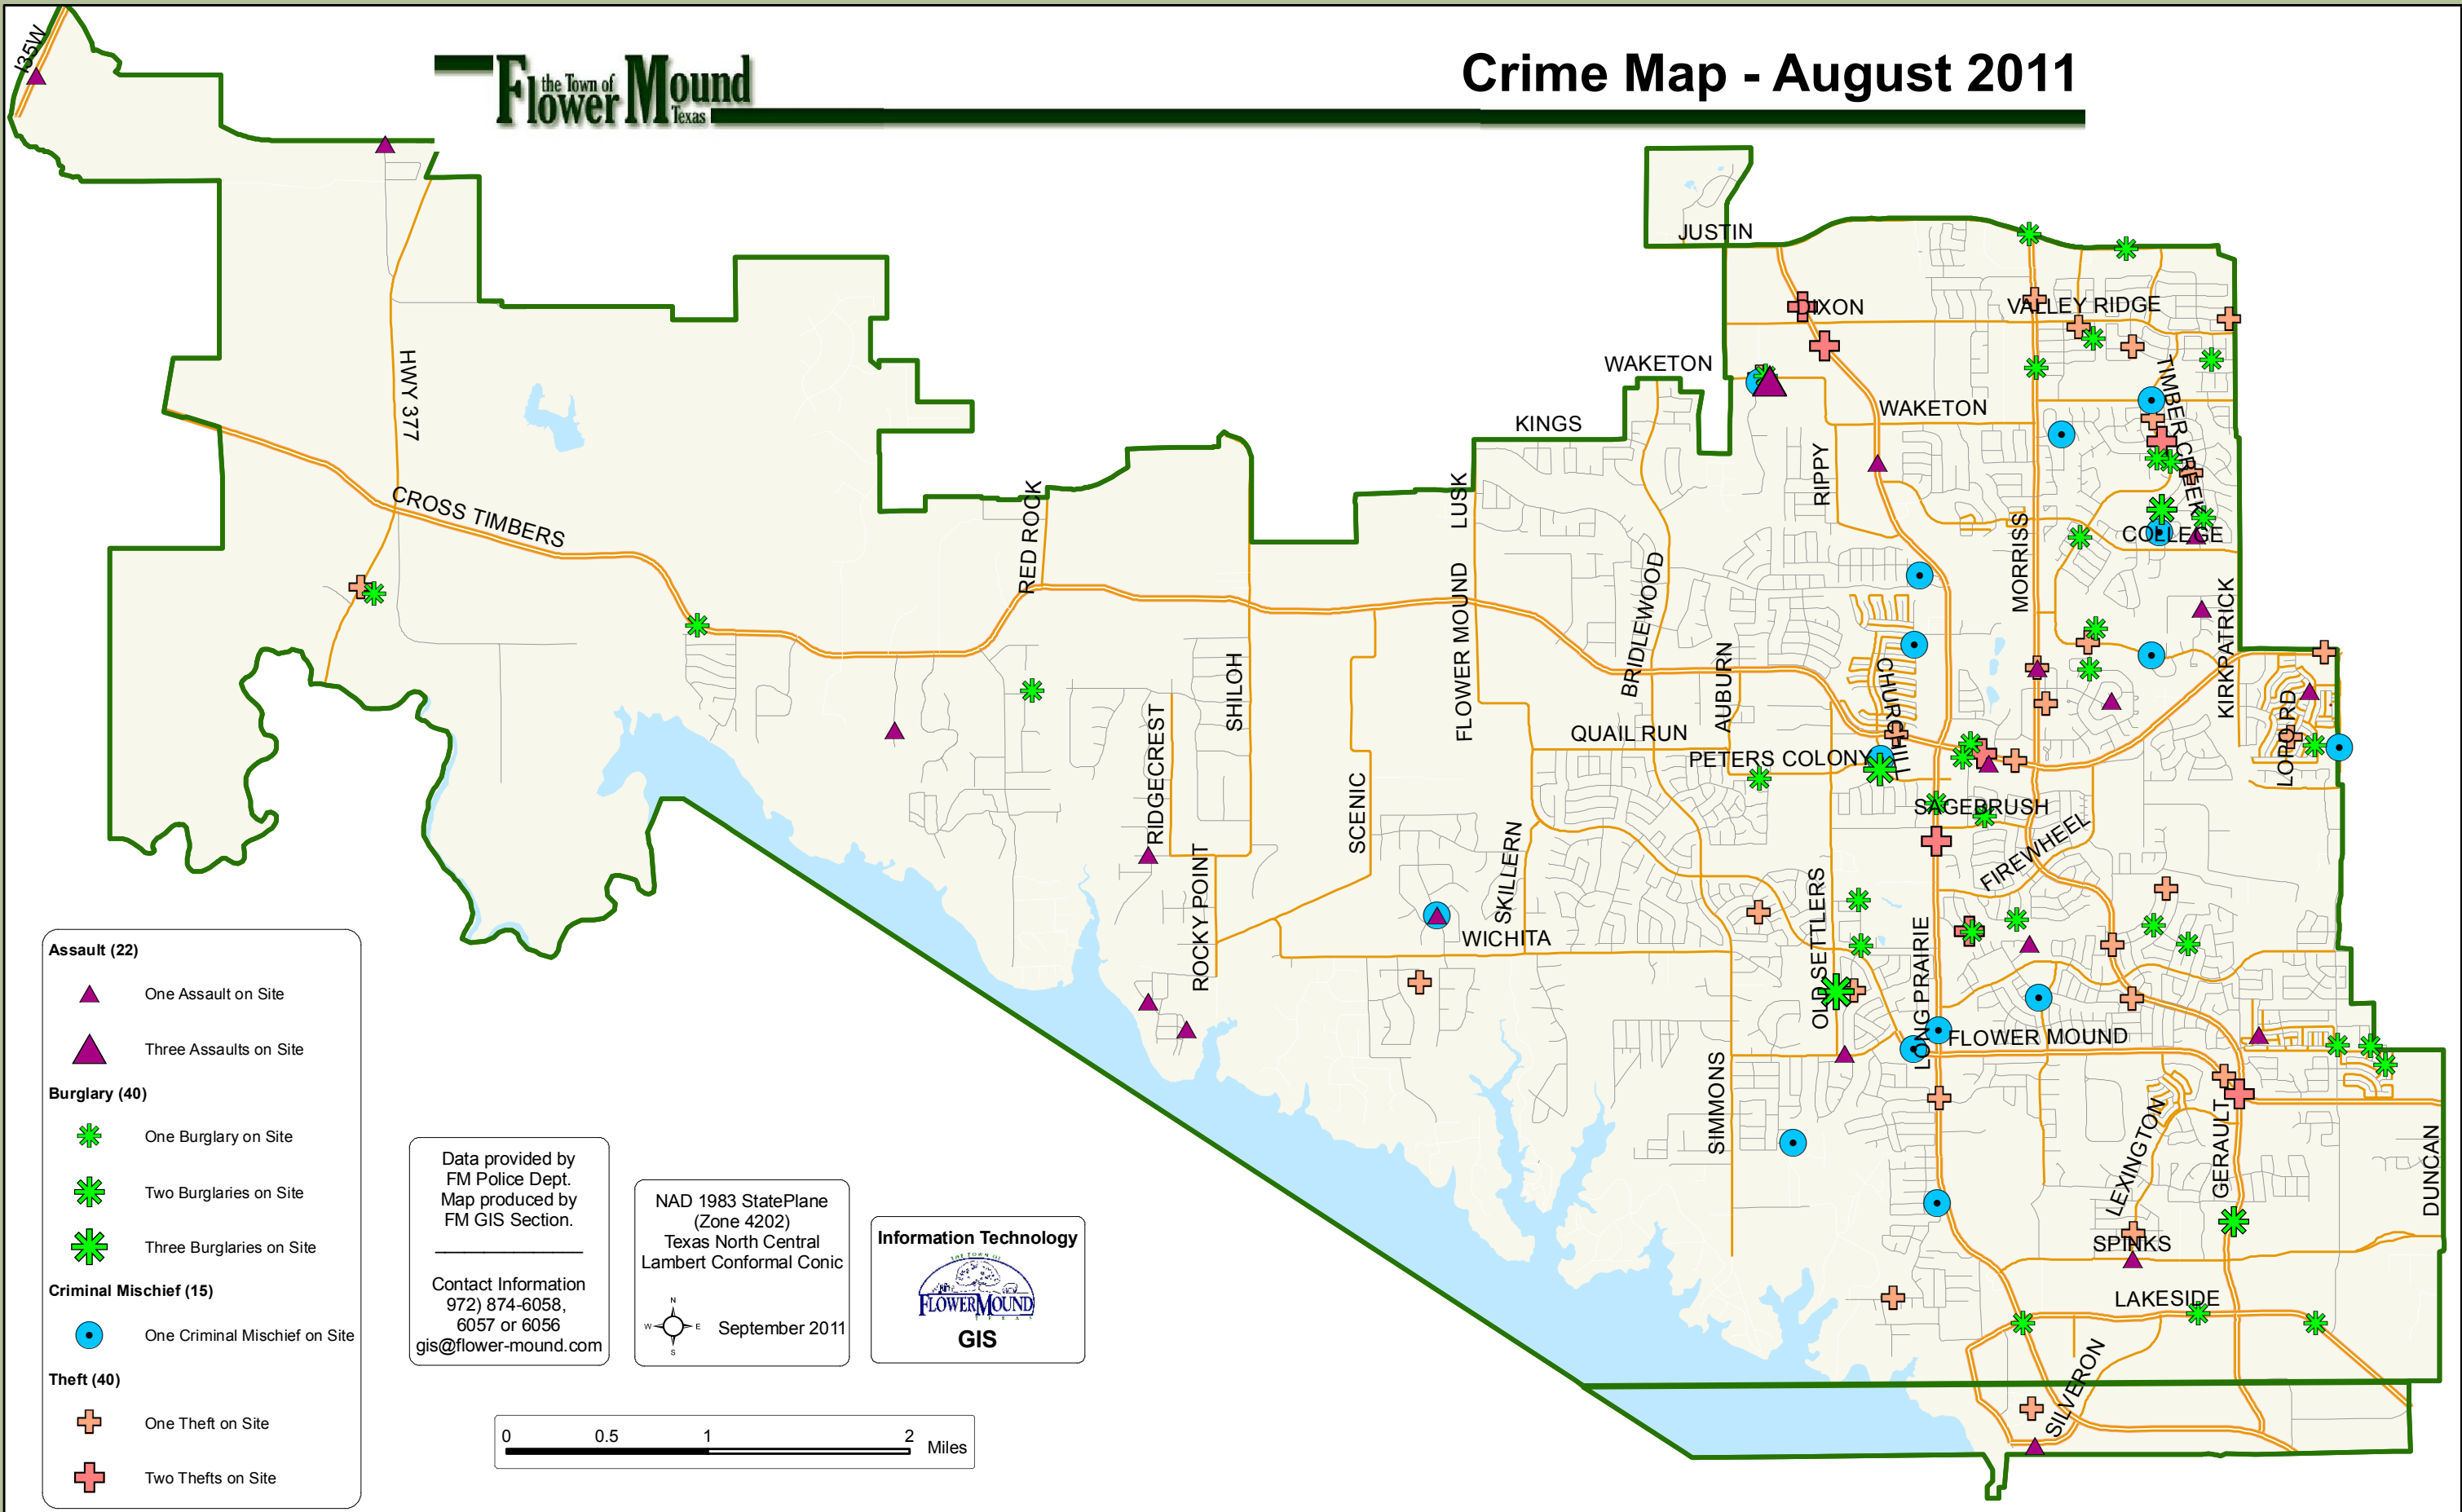 Crime Map - August 2011
the Town of
Flower Mound
Texas
I35W
JUSTIN
DIXON
VALLEY RIDGE
HWY 377
WAKETON
TIMBER CREEK
WAKETON
KINGS
RIPPY
LUSK
RED ROCK
CROSS TIMBERS
MORRISS
COLLEGE
BRIDLEWOOD
FLOWER MOUND
KIRKPATRICK
SHILOH
AUBURN
CHURCHILL
LOPO RD
RIDGECREST
QUAIL RUN
PETERS COLONY
SCENIC
SAGEBRUSH
FIREWHEEL
SKILLERN
ROCKY POINT
OLD SETTLERS
LONG PRAIRIE
WICHITA
FLOWER MOUND
SIMMONS
LEXINGTON
GERAULT
DUNCAN
SPINKS
LAKESIDE
SILVERON
Assault (22)
One Assault on Site
Three Assaults on Site
Burglary (40)
One Burglary on Site
Two Burglaries on Site
Three Burglaries on Site
Criminal Mischief (15)
One Criminal Mischief on Site
Theft (40)
One Theft on Site
Two Thefts on Site
Data provided by
FM Police Dept.
Map produced by
FM GIS Section.
Contact Information
972) 874-6058,
6057 or 6056
gis@flower-mound.com
NAD 1983 StatePlane
(Zone 4202)
Texas North Central
Lambert Conformal Conic
N
W E
S
September 2011
Information Technology
THE TOWN OF
FLOWER MOUND
TEXAS
GIS
0 0.5 1 2 Miles